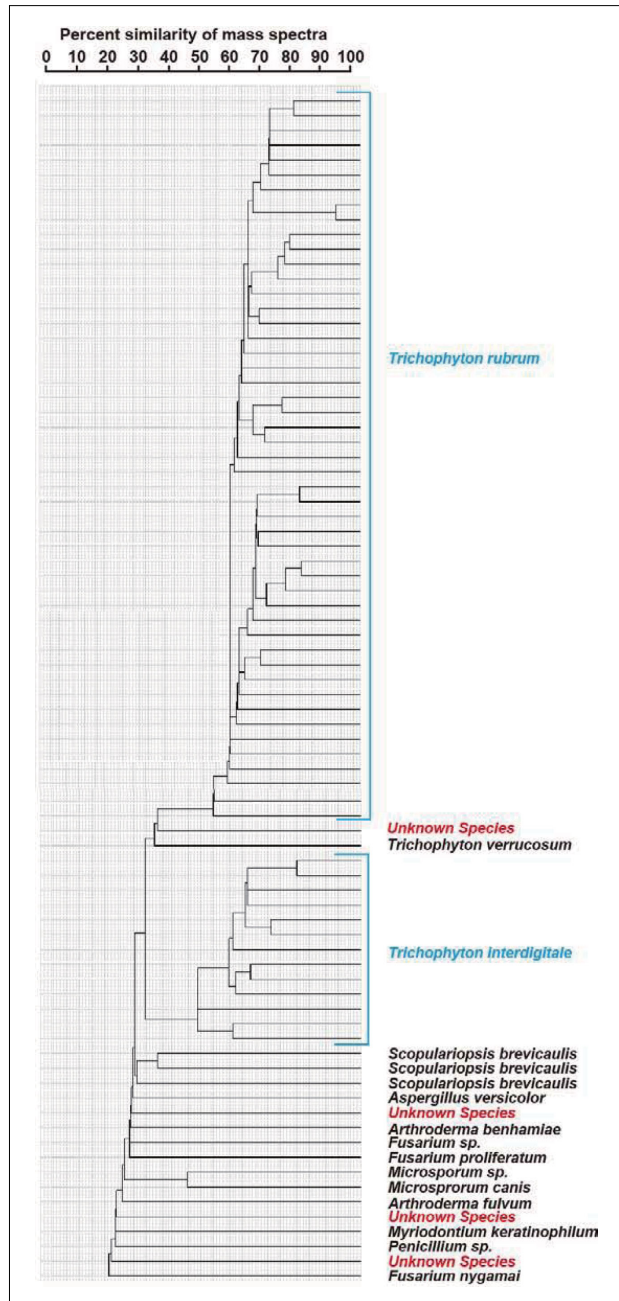 Percent similarity of mass spectra
0 10 20 30 40 50 60 70 80 90 100
Trichophyton rubrum
Unknown Species
Trichophyton verrucosum
Trichophyton interdigitale
Scopulariopsis brevicaulis
Scopulariopsis brevicaulis
Scopulariopsis brevicaulis
Aspergillus versicolor
Unknown Species
Arthroderma benhamiae
Fusarium sp.
Fusarium proliferatum
Microsporum sp.
Microsprorum canis
Arthroderma fulvum
Unknown Species
Myriodontium keratinophilum
Penicillium sp.
Unknown Species
Fusarium nygamai